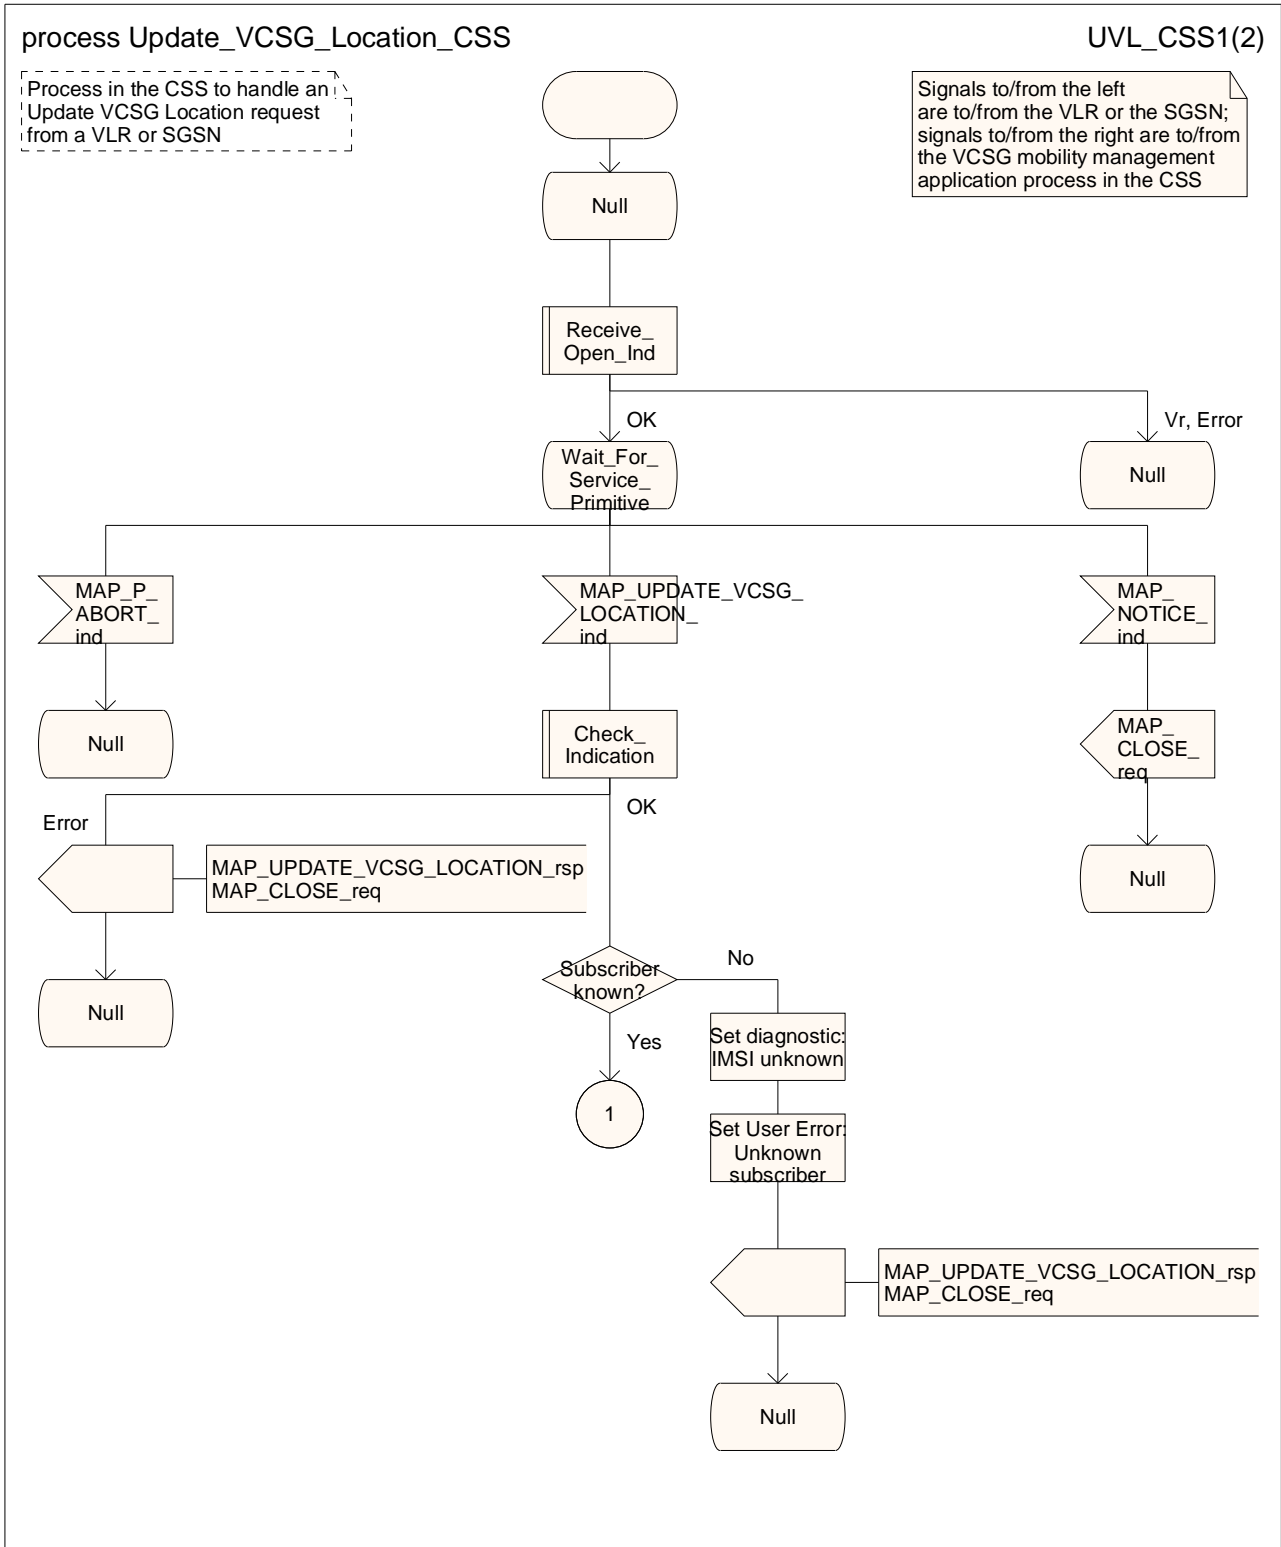 process Update_VCSG_Location_CSS
UVL_CSS1(2)
Process in the CSS to handle an
Update VCSG Location request
from a VLR or SGSN
Signals to/from the left
are to/from the VLR or the SGSN;
signals to/from the right are to/from
the VCSG mobility management
application process in the CSS
Null
Receive_
Open_Ind
OK
Vr, Error
Wait_For_
Service_
Primitive
Null
MAP_P_
ABORT_
ind
MAP_UPDATE_VCSG_
LOCATION_
ind
MAP_
NOTICE_
ind
Null
Check_
Indication
MAP_
CLOSE_
req
OK
Error
MAP_UPDATE_VCSG_LOCATION_rsp
MAP_CLOSE_req
Null
Null
Subscriber
known?
No
Yes
Set diagnostic:
IMSI unknown
1
Set User Error:
Unknown
subscriber
MAP_UPDATE_VCSG_LOCATION_rsp
MAP_CLOSE_req
Null